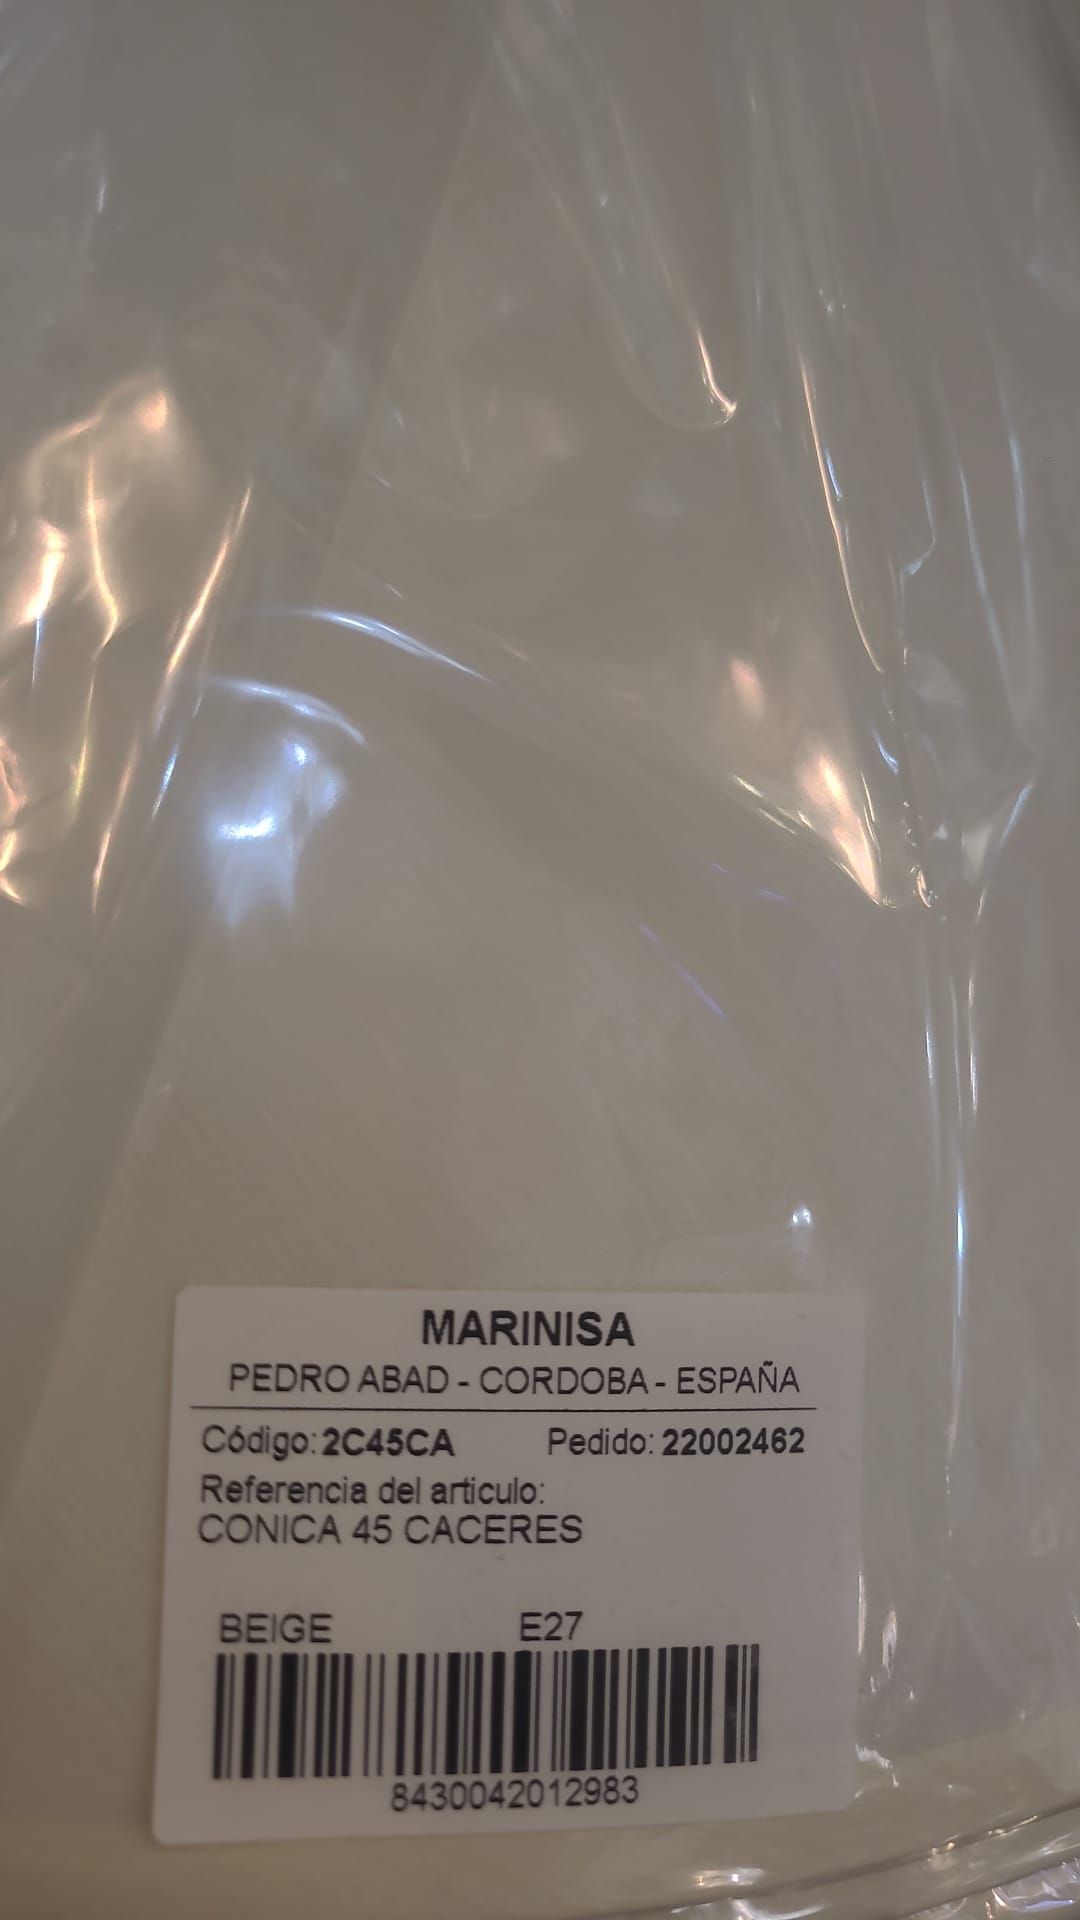 MARINISA
PEDRO ABAD - CORDOBA - ESPAÑA
Código: 2C45CA Pedido: 22002462
Referencia del articulo:
CONICA 45 CACERES
BEIGE E27
8430042012983